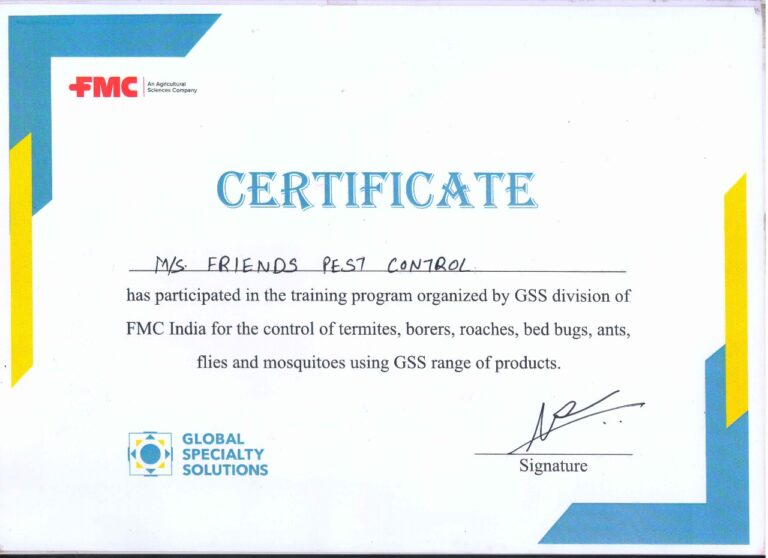 FMC An Agricultural
Sciences Company
CERTIFICATE
M/S. FRIENDS PEST CONTROL
has participated in the training program organized by GSS division of
FMC India for the control of termites, borers, roaches, bed bugs, ants,
flies and mosquitoes using GSS range of products.
GLOBAL
SPECIALTY
SOLUTIONS
Signature